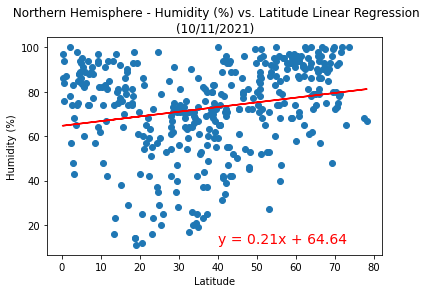 Northern Hemisphere - Humidity (%) vs. Latitude Linear Regression
(10/11/2021)
100
80
60
40
20
Humidity (%)
y = 0.21x + 64.64
0 10 20 30 40 50 60 70 80
Latitude